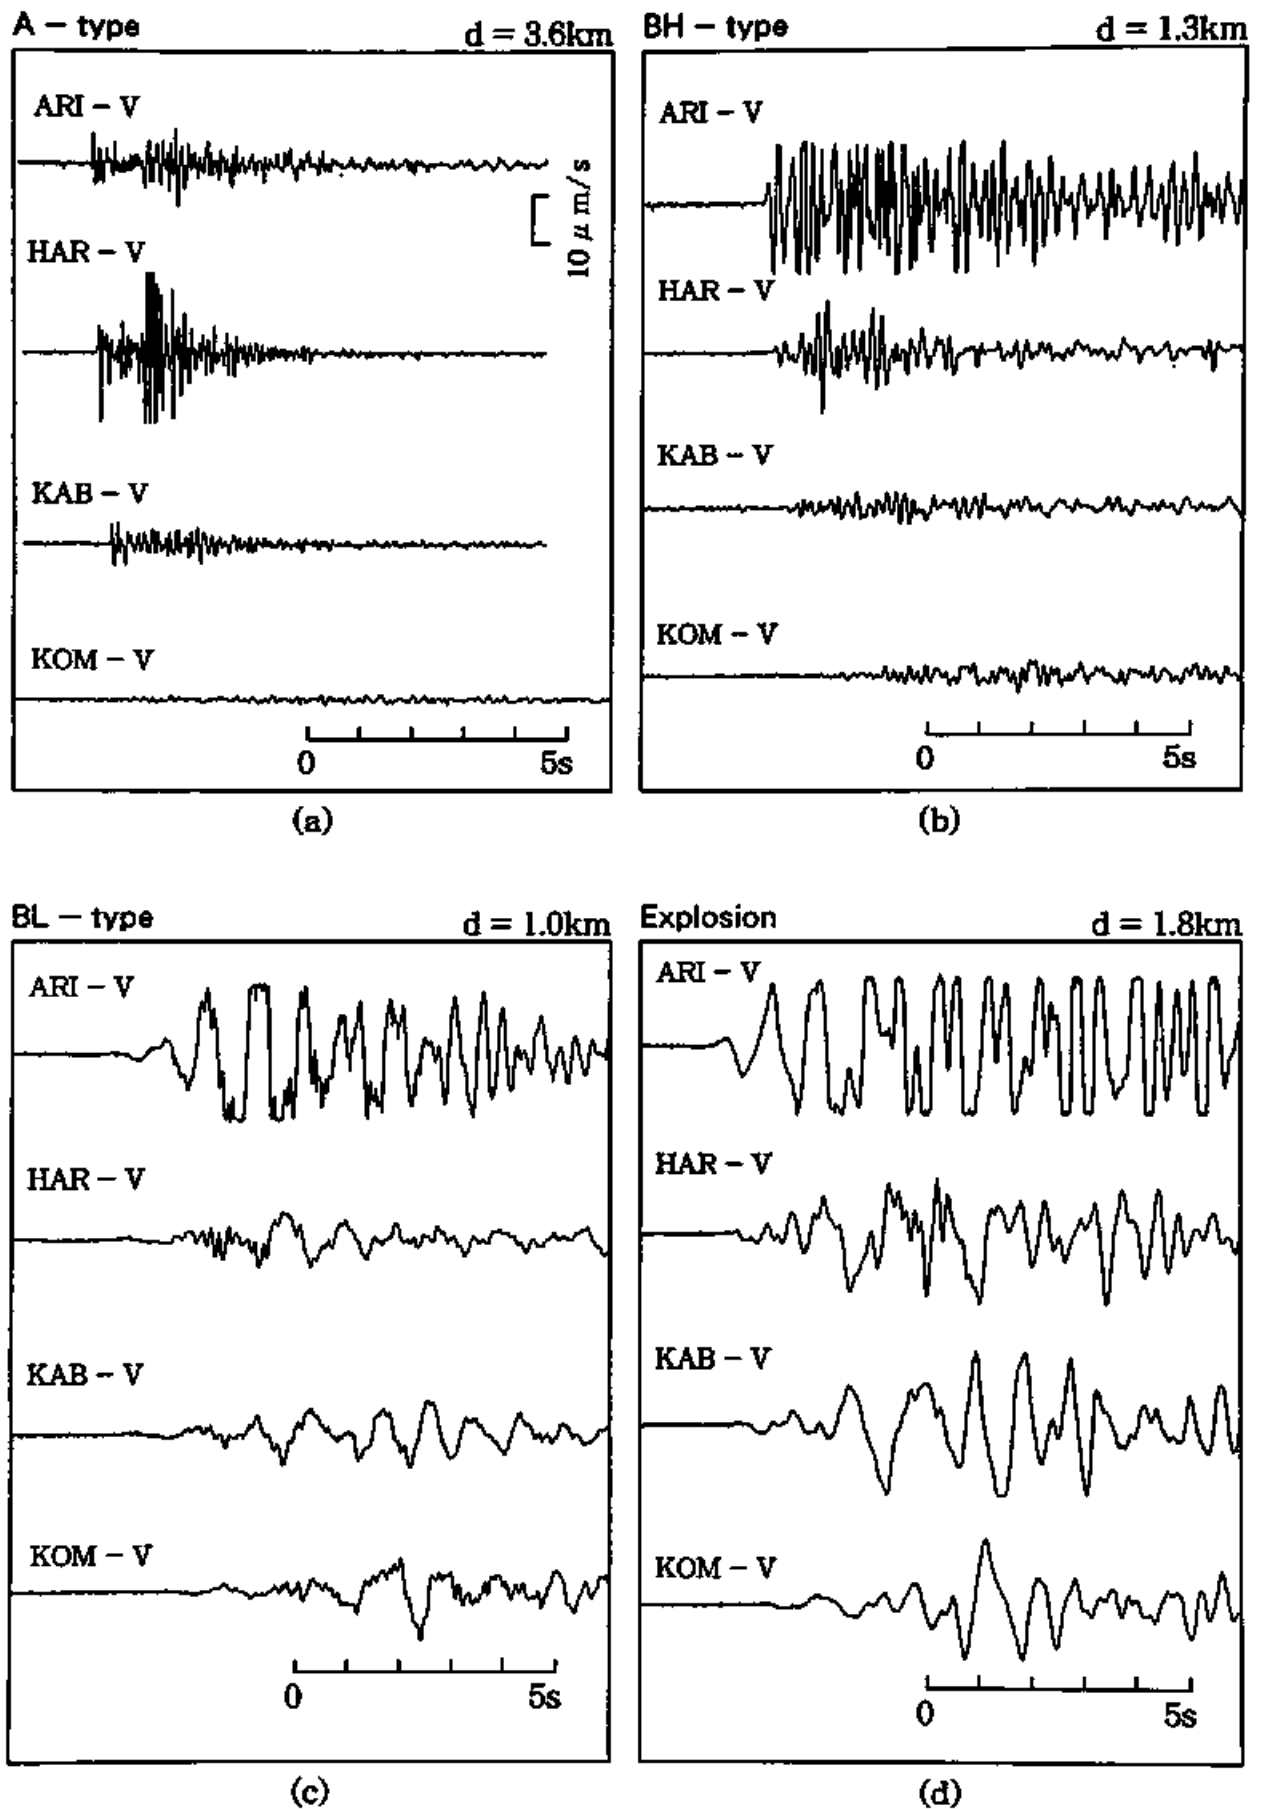 A – type
d = 3.6km
ARI – V
10 μ m/s
HAR – V
KAB – V
KOM – V
0
5s
(a)
BH – type
d = 1.3km
ARI – V
HAR – V
KAB – V
KOM – V
0
5s
(b)
BL – type
d = 1.0km
ARI – V
HAR – V
KAB – V
KOM – V
0
5s
(c)
Explosion
d = 1.8km
ARI – V
HAR – V
KAB – V
KOM – V
0
5s
(d)